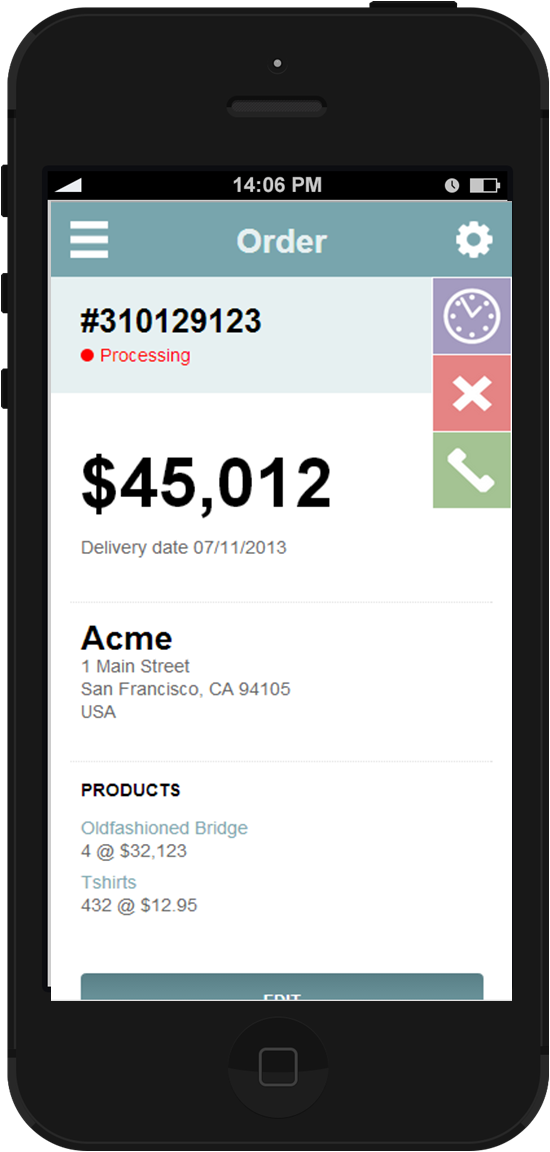 14:06 PM
Order
#310129123
Processing
$45,012
Delivery date 07/11/2013
Acme
1 Main Street
San Francisco, CA 94105
USA
PRODUCTS
Oldfashioned Bridge
4 @ $32,123
Tshirts
432 @ $12.95
EDIT